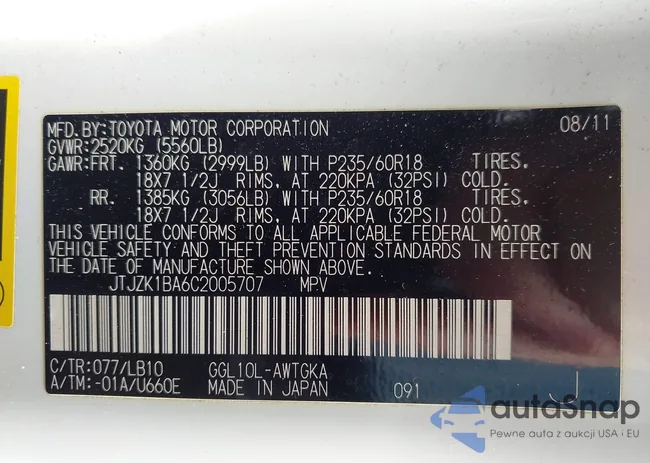 MFD.BY:TOYOTA MOTOR CORPORATION 08/11
GVWR:2520KG (5560LB)
GAWR:FRT. 1360KG (2999LB) WITH P235/60R18 TIRES.
18X7 1/2J RIMS, AT 220KPA (32PSI) COLD.
RR. 1385KG (3056LB) WITH P235/60R18 TIRES.
18X7 1/2J RIMS, AT 220KPA (32PSI) COLD.
THIS VEHICLE CONFORMS TO ALL APPLICABLE FEDERAL MOTOR
VEHICLE SAFETY AND THEFT PREVENTION STANDARDS IN EFFECT ON
THE DATE OF MANUFACTURE SHOWN ABOVE.
JTJZK1BA6C2005707 MPV
C/TR:077/LB10 GGL10L-AWTGKA
A/TM:-01A/U660E MADE IN JAPAN 091 J
autoSnap
Pewne auta z aukcji USA i EU